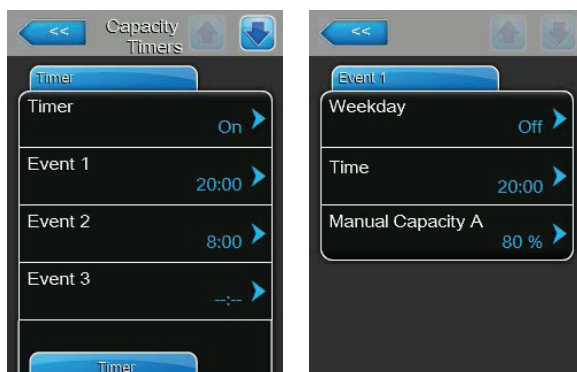 <<
Capacity
Timers
Timer
Timer
On
Event 1
20:00
Event 2
8:00
Event 3
--:--
Timer
<<
Event 1
Weekday
Off
Time
20:00
Manual Capacity A
80 %